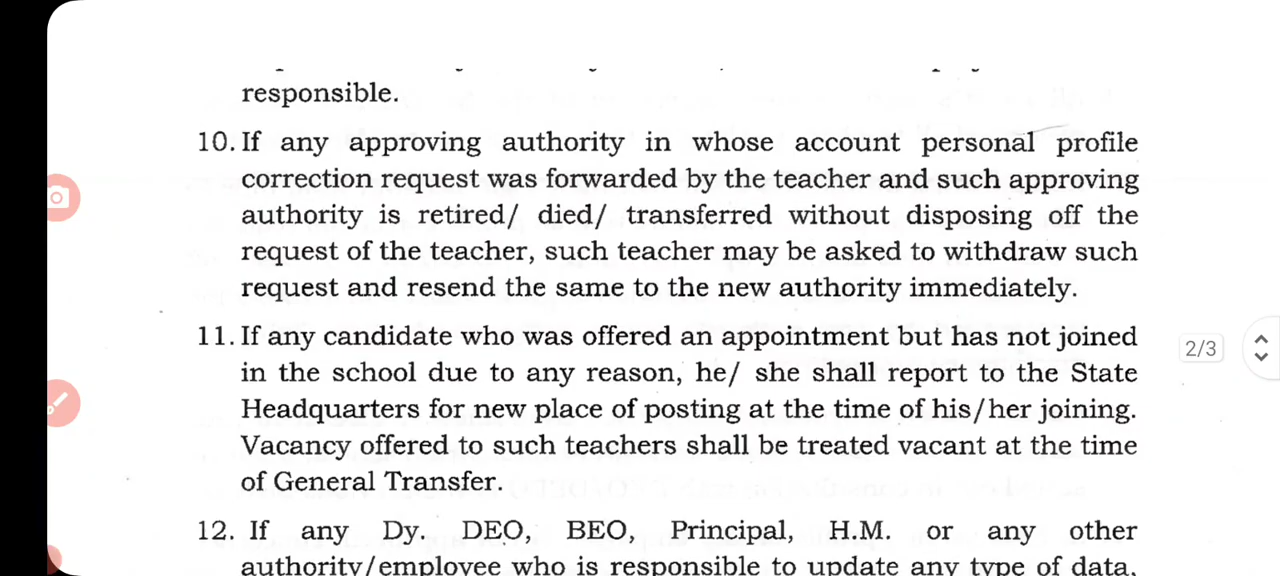 responsible.
10. If any approving authority in whose account personal profile
correction request was forwarded by the teacher and such approving
authority is retired/ died/ transferred without disposing off the
request of the teacher, such teacher may be asked to withdraw such
request and resend the same to the new authority immediately.
11. If any candidate who was offered an appointment but has not joined
in the school due to any reason, he/ she shall report to the State
Headquarters for new place of posting at the time of his/her joining.
Vacancy offered to such teachers shall be treated vacant at the time
of General Transfer.
2/3
12. If any Dy. DEO, BEO, Principal, H.M. or any other
authority/employee who is responsible to update any type of data,